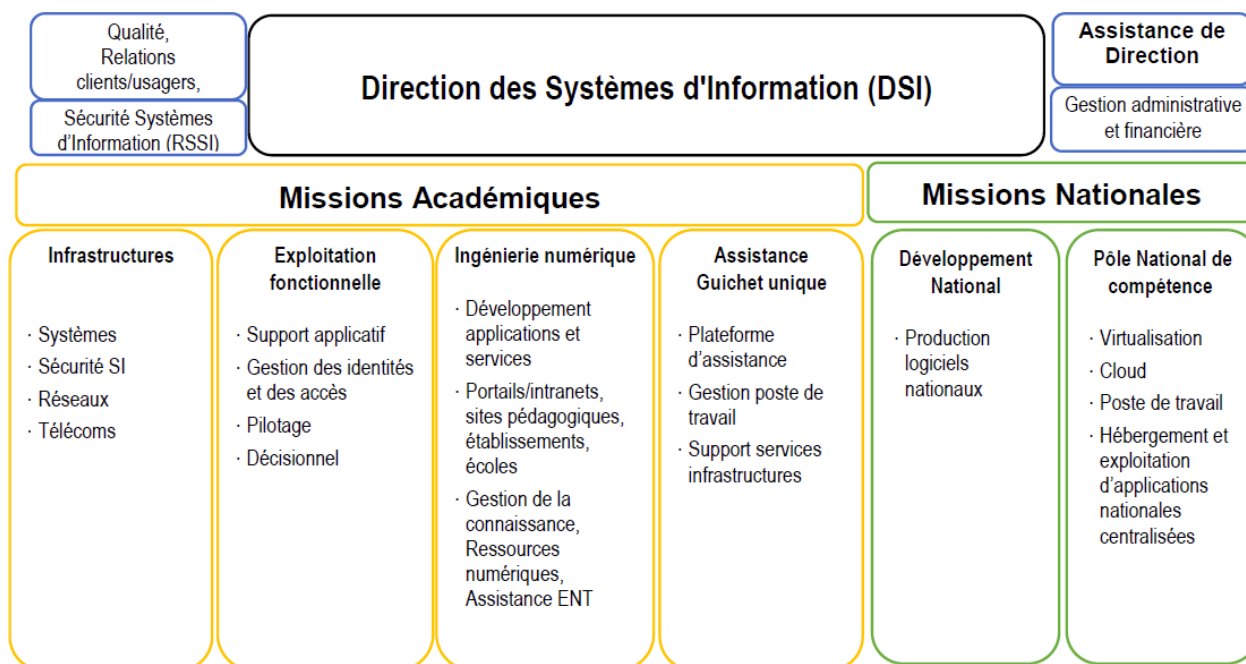 Qualité,
Relations
clients/usagers,
Sécurité Systèmes
d'Information (RSSI)
Direction des Systèmes d'Information (DSI)
Assistance de
Direction
Gestion administrative
et financière
Missions Académiques
Missions Nationales
Infrastructures
· Systèmes
· Sécurité SI
· Réseaux
· Télécoms
Exploitation
fonctionnelle
· Support applicatif
· Gestion des identités
et des accès
· Pilotage
· Décisionnel
Ingénierie numérique
· Développement
applications et
services
· Portails/intranets,
sites pédagogiques,
établissements,
écoles
· Gestion de la
connaissance,
Ressources
numériques,
Assistance ENT
Assistance
Guichet unique
· Plateforme
d'assistance
· Gestion poste de
travail
· Support services
infrastructures
Développement
National
· Production
logiciels
nationaux
Pôle National de
compétence
· Virtualisation
· Cloud
· Poste de travail
· Hébergement et
exploitation
d'applications
nationales
centralisées